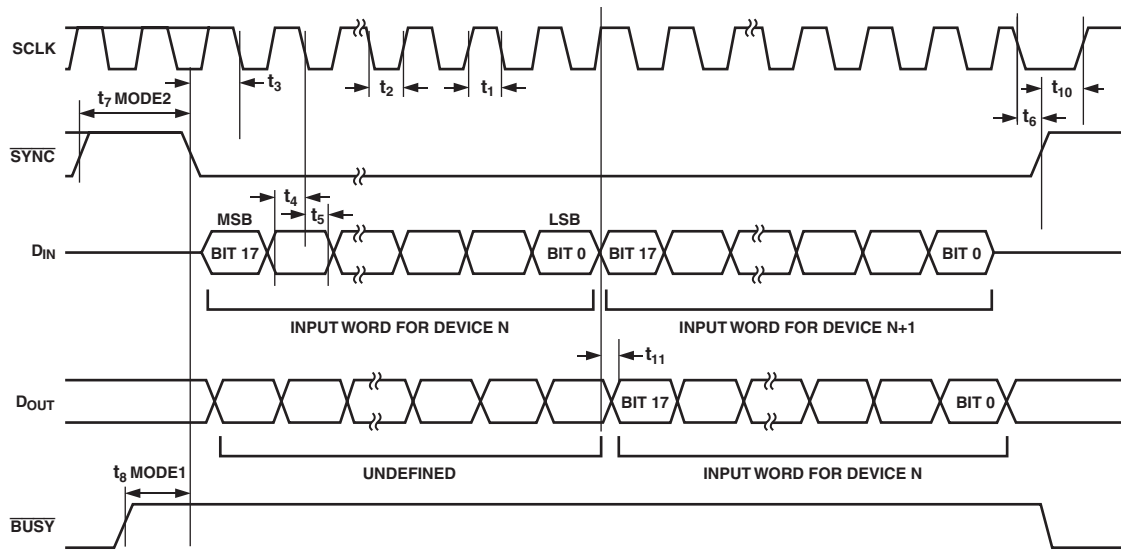 SCLK
t3
t2
t1
t10
t7 MODE2
t6
SYNC
t4
MSB
t5
LSB
DIN
BIT 17
BIT 0
BIT 17
BIT 0
INPUT WORD FOR DEVICE N
INPUT WORD FOR DEVICE N+1
t11
DOUT
BIT 17
BIT 0
UNDEFINED
INPUT WORD FOR DEVICE N
t8 MODE1
BUSY